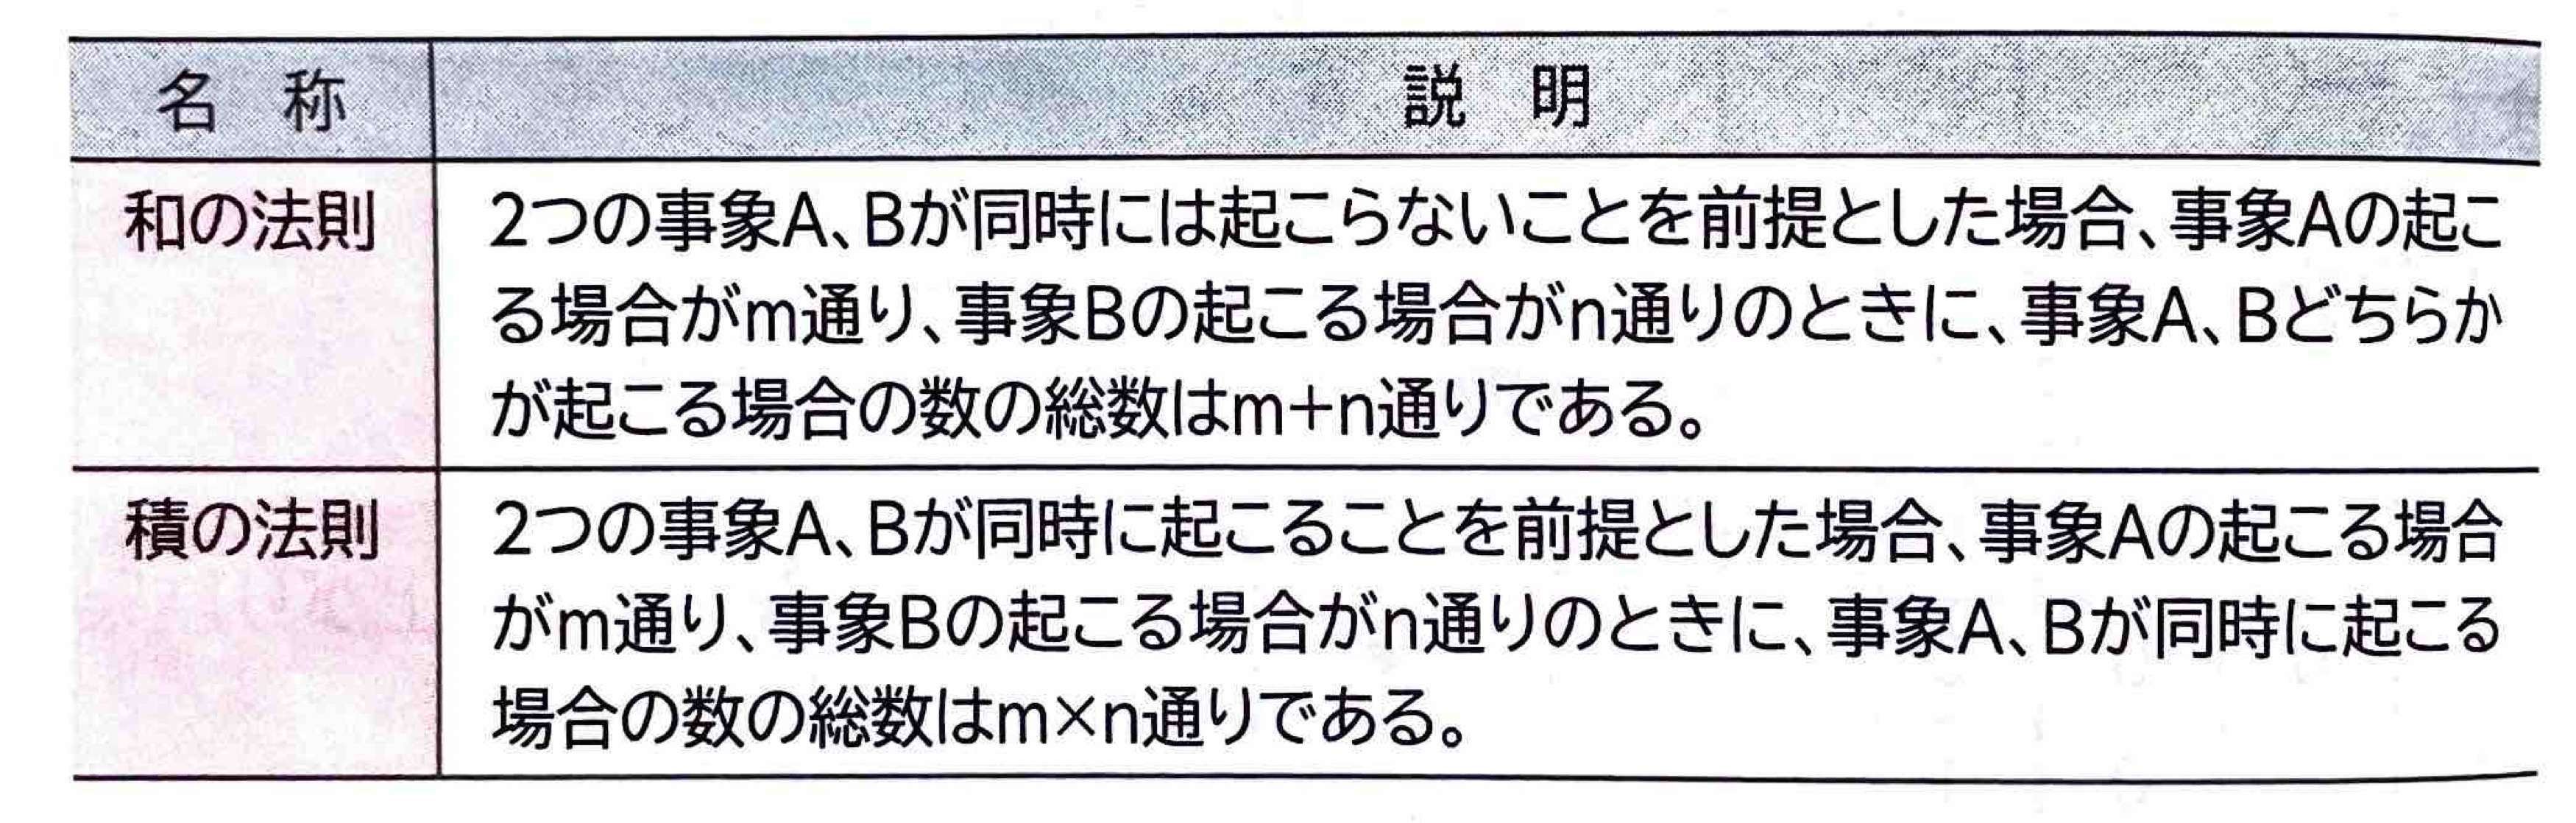 名 称
説 明
和の法則
2つの事象A、Bが同時には起こらないことを前提とした場合、事象Aの起こ
る場合がm通り、事象Bの起こる場合がn通りのときに、事象A、Bどちらか
が起こる場合の数の総数はm+n通りである。
積の法則
2つの事象A、Bが同時に起こることを前提とした場合、事象Aの起こる場合
がm通り、事象Bの起こる場合がn通りのときに、事象A、Bが同時に起こる
場合の数の総数はm×n通りである。